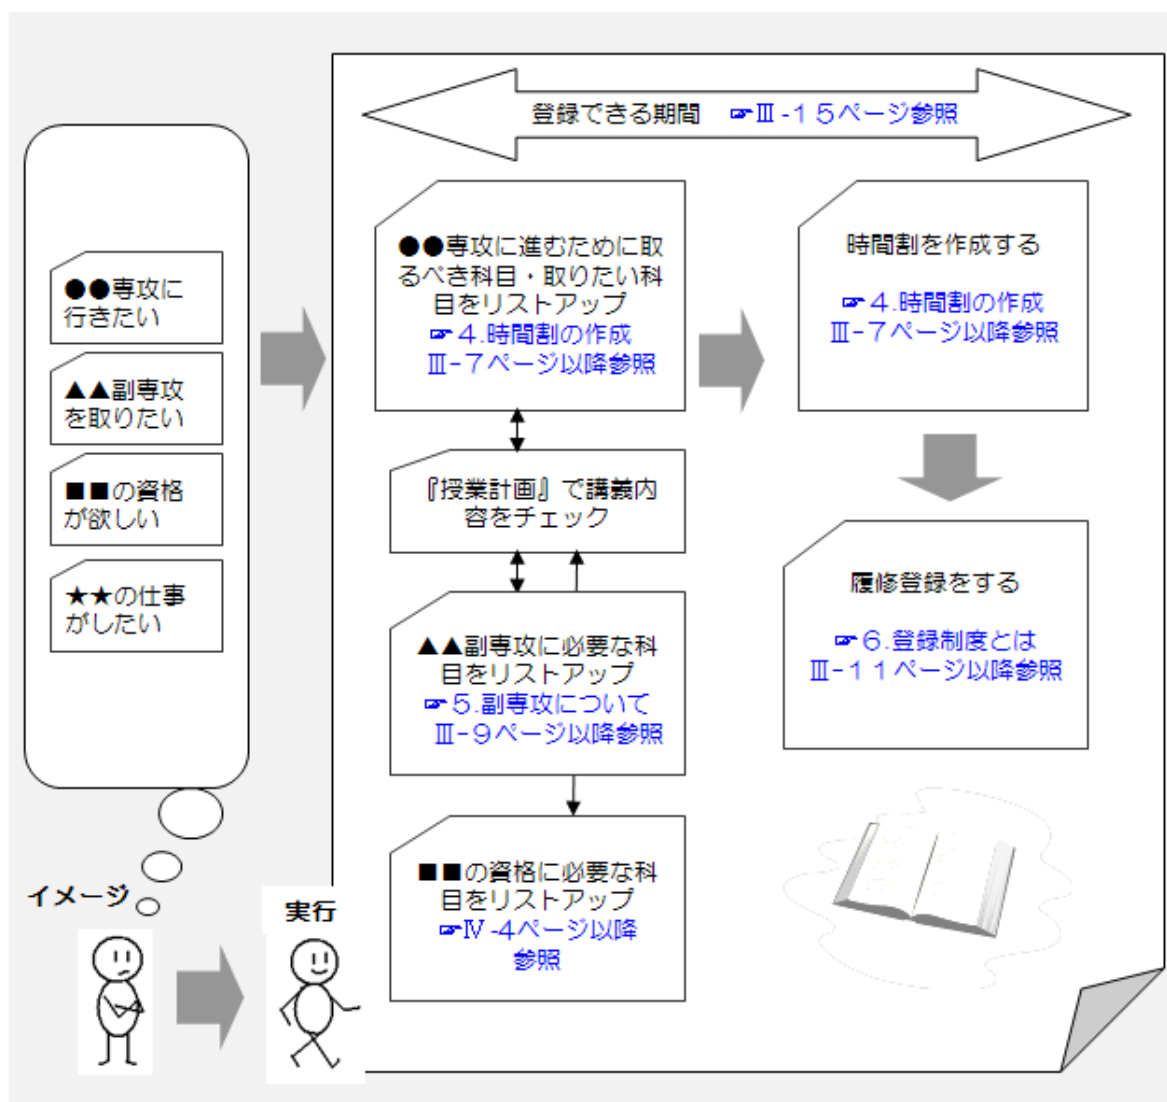 登録できる期間　☞Ⅲ-１５ページ参照
●●専攻に
行きたい
▲▲副専攻
を取りたい
■■の資格
が欲しい
★★の仕事
がしたい
●●専攻に進むために取
るべき科目・取りたい科
目をリストアップ
☞４.時間割の作成
Ⅲ-７ページ以降参照
『授業計画』で講義内
容をチェック
▲▲副専攻に必要な科
目をリストアップ
☞５.副専攻について
Ⅲ-９ページ以降参照
■■の資格に必要な科
目をリストアップ
☞Ⅳ-4ページ以降
参照
時間割を作成する
☞４.時間割の作成
Ⅲ-７ページ以降参照
履修登録をする
☞６.登録制度とは
Ⅲ-１１ページ以降参照
イメージ
実行